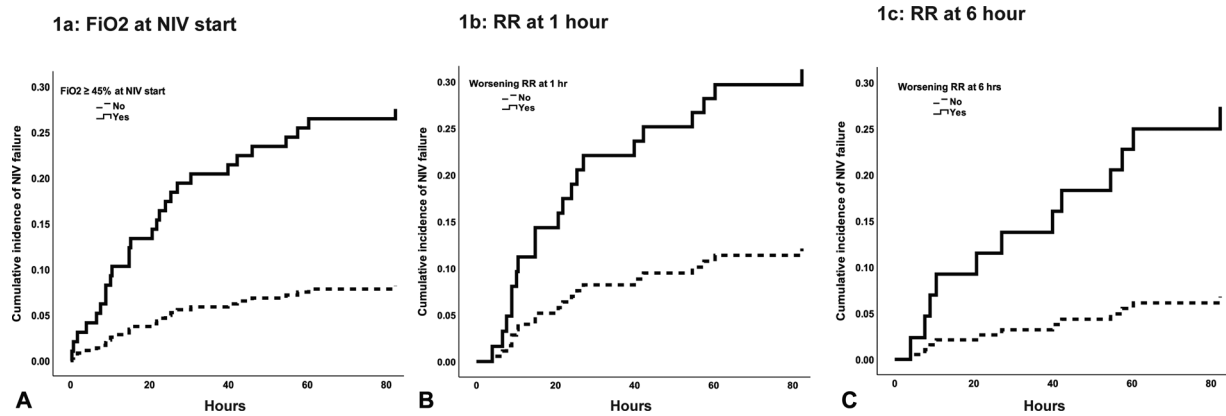 1a: FiO2 at NIV start
Cumulative inidence of NIV failure
0.30
0.25
0.20
0.15
0.10
0.05
0.00
FiO2 ≥ 45% at NIV start
No
Yes
0
20
40
60
80
Hours
A
1b: RR at 1 hour
Cumulative incidence of NIV failure
0.30
0.25
0.20
0.15
0.10
0.05
0.00
Worsening RR at 1 hr
No
Yes
0
20
40
60
80
Hours
B
1c: RR at 6 hour
Cumulative incidence of NIV failure
0.30
0.25
0.20
0.15
0.10
0.05
0.00
Worsening RR at 6 hrs
No
Yes
0
20
40
60
80
Hours
C